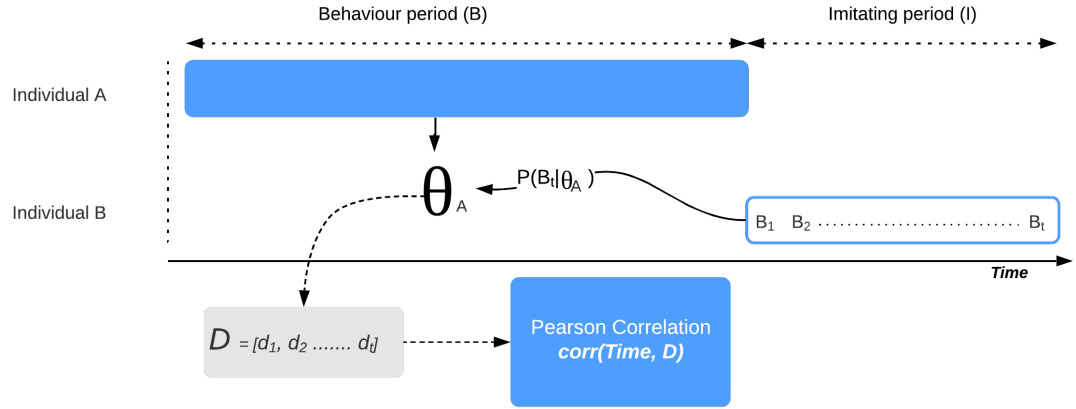 Behaviour period (B)
Imitating period (I)
Individual A
θA
P(Bt|θA )
Individual B
B1 B2 ............................... Bt
Time
D = [d1, d2 ....... dt]
Pearson Correlation
corr(Time, D)